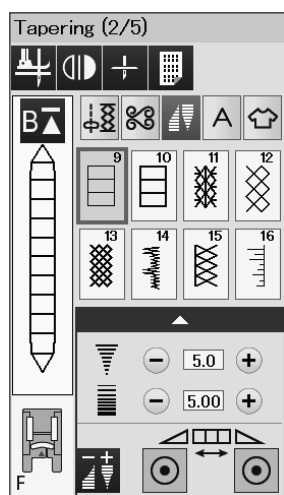 Tapering (2/5)
B
A
9 10 11 12
13 14 15 16
− 5.0 +
− 5.00 +
F
− +